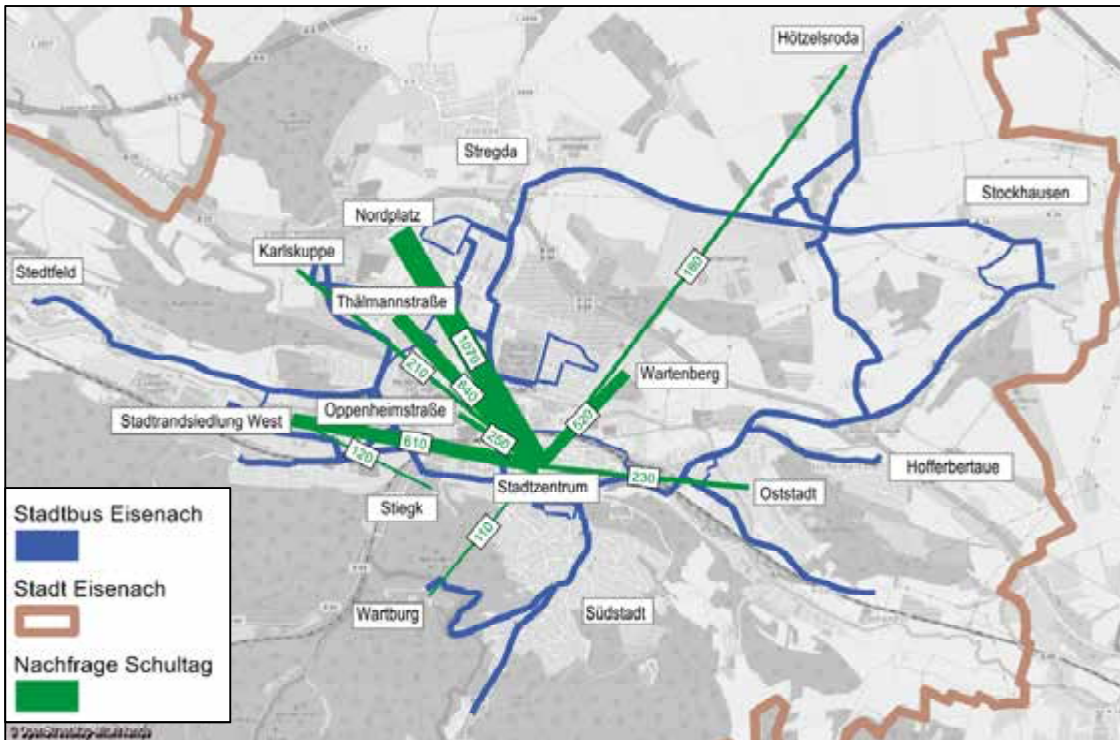 Hötzelsroda
Stregda
Stockhausen
Nordplatz
Karlskuppe
Stedtfeld
180
Thälmannstraße
1070
210
840
Wartenberg
Oppenheimstraße
Stadtrandsiedlung West
520
250
610
120
230
Hofferbertaue
Stadtzentrum
Oststadt
Stiegk
110
Wartburg
Südstadt
Stadtbus Eisenach
Stadt Eisenach
Nachfrage Schultag